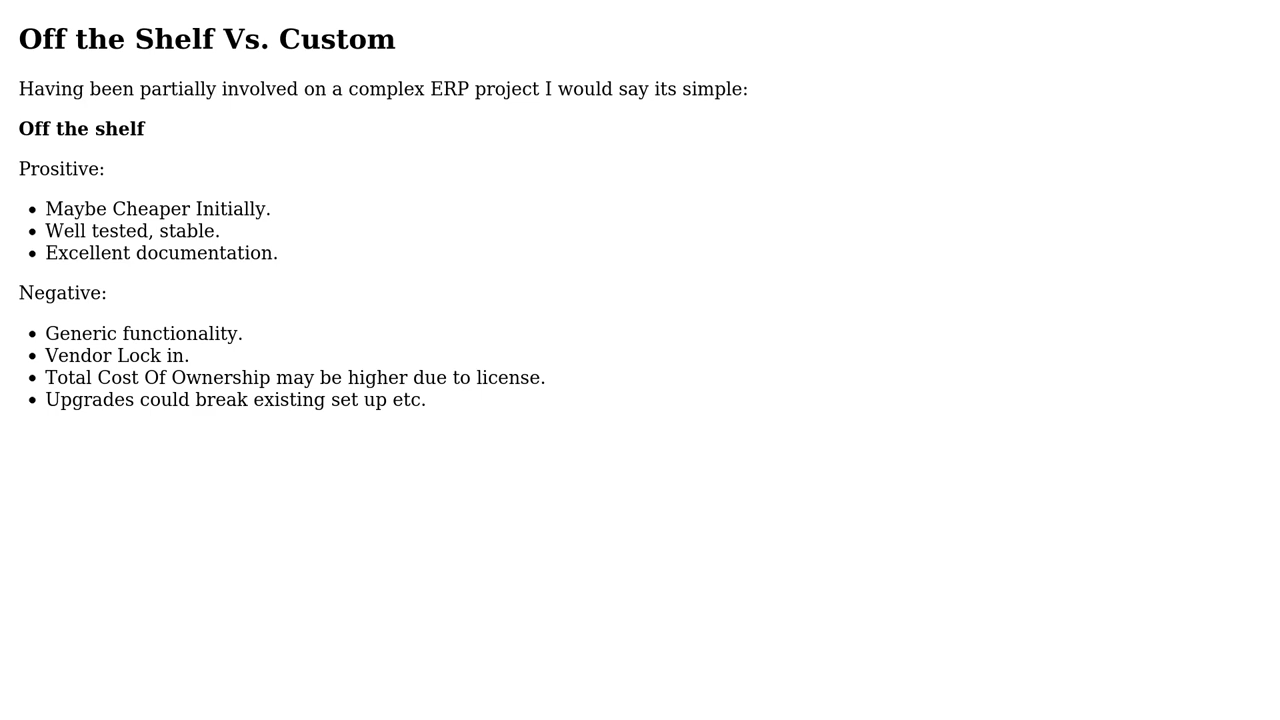 Off the Shelf Vs. Custom
Having been partially involved on a complex ERP project I would say its simple:
Off the shelf
Prositive:
• Maybe Cheaper Initially.
• Well tested, stable.
• Excellent documentation.
Negative:
• Generic functionality.
• Vendor Lock in.
• Total Cost Of Ownership may be higher due to license.
• Upgrades could break existing set up etc.